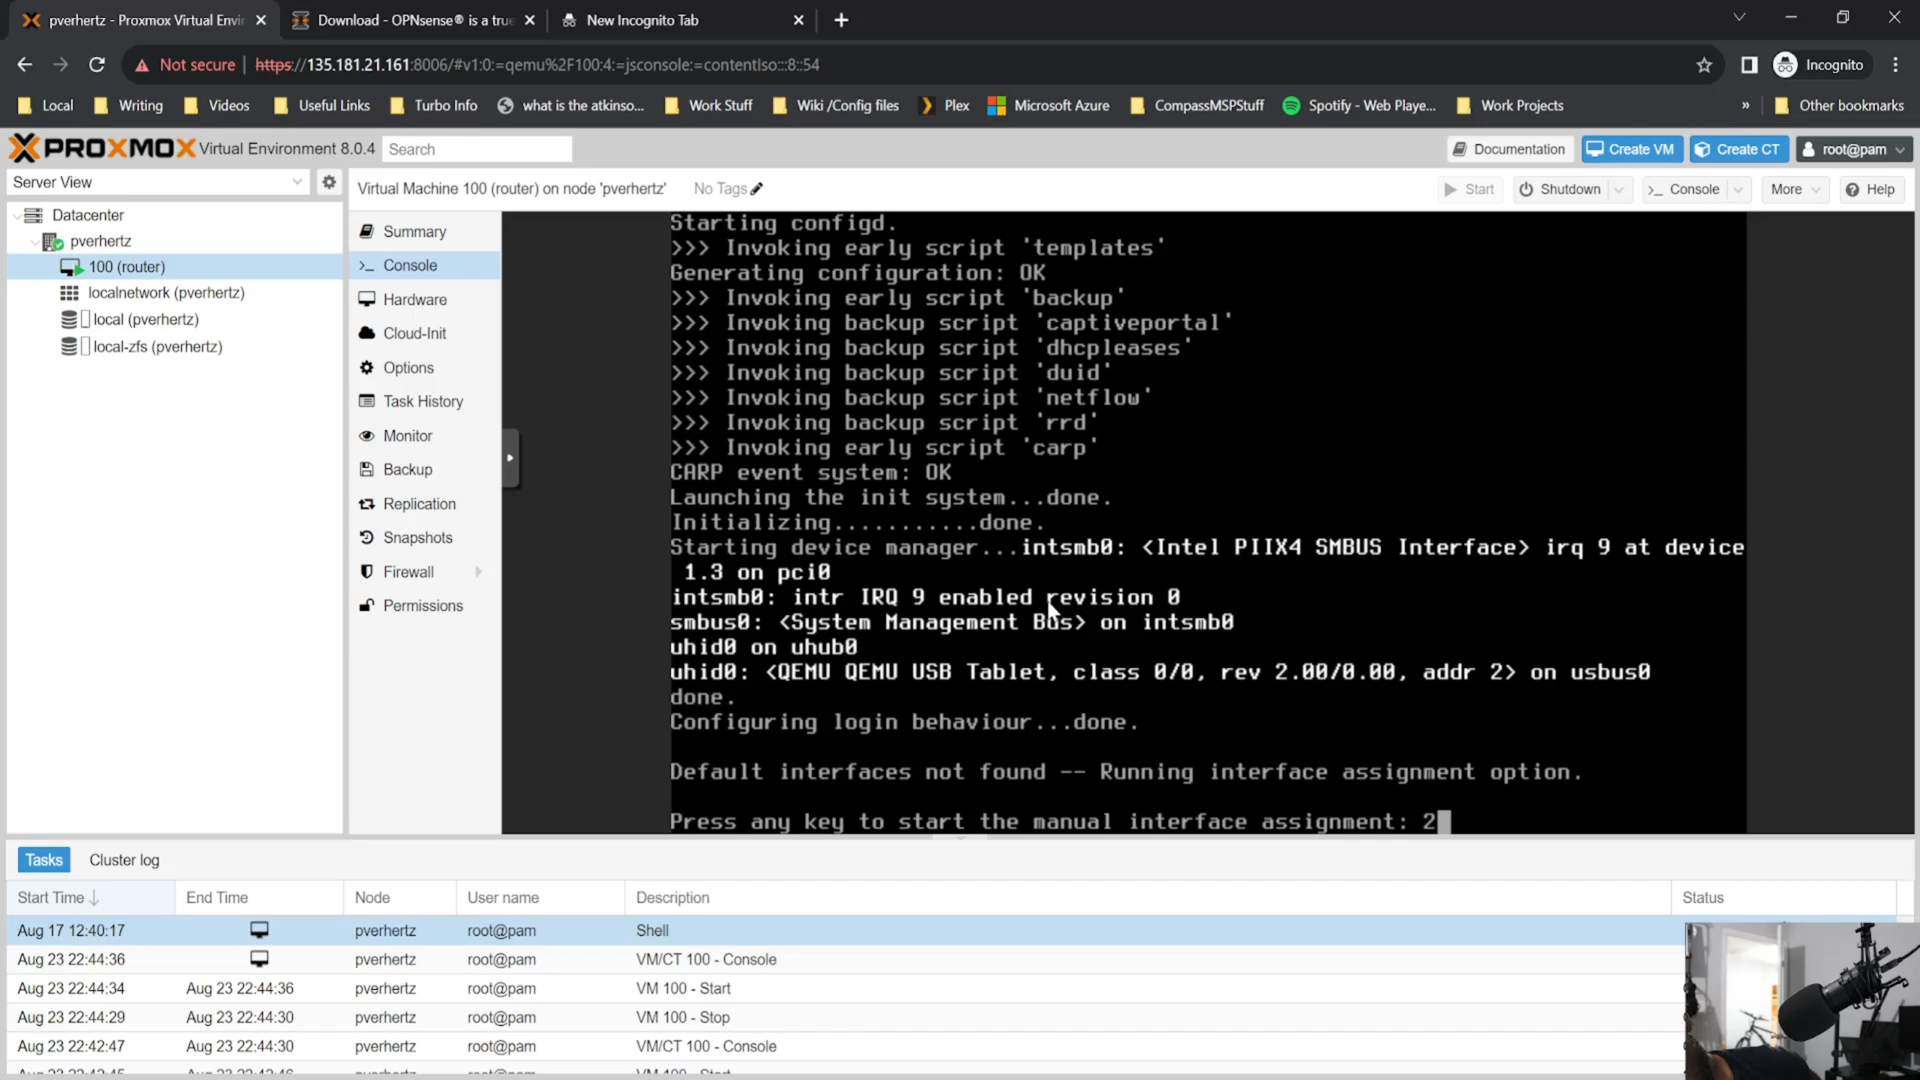 pverhertz - Proxmox Virtual Envir
Download - OPNsense® is a true
New Incognito Tab
Not secure
https://135.181.21.161:8006/#v1:0:=qemu%2F100:4:=jsconsole:=contentIso:::8::54
Incognito
Local
Writing
Videos
Useful Links
Turbo Info
what is the atkinso...
Work Stuff
Wiki /Config files
Plex
Microsoft Azure
CompassMSPStuff
Spotify - Web Playe...
Work Projects
»
Other bookmarks
PROXMOX Virtual Environment 8.0.4
Search
Documentation
Create VM
Create CT
root@pam
Server View
Virtual Machine 100 (router) on node 'pverhertz'
No Tags
Start
Shutdown
Console
More
Help
Datacenter
pverhertz
100 (router)
localnetwork (pverhertz)
local (pverhertz)
local-zfs (pverhertz)
Summary
Console
Hardware
Cloud-Init
Options
Task History
Monitor
Backup
Replication
Snapshots
Firewall
Permissions
Starting configd.
>>> Invoking early script 'templates'
Generating configuration: OK
>>> Invoking early script 'backup'
>>> Invoking backup script 'captiveportal'
>>> Invoking backup script 'dhcpleases'
>>> Invoking backup script 'duid'
>>> Invoking backup script 'netflow'
>>> Invoking backup script 'rrd'
>>> Invoking early script 'carp'
CARP event system: OK
Launching the init system...done.
Initializing...........done.
Starting device manager...intsmb0: <Intel PIIX4 SMBUS Interface> irq 9 at device
1.3 on pci0
intsmb0: intr IRQ 9 enabled revision 0
smbus0: <System Management Bus> on intsmb0
uhid0 on uhub0
uhid0: <QEMU QEMU USB Tablet, class 0/0, rev 2.00/0.00, addr 2> on usbus0
done.
Configuring login behaviour...done.
Default interfaces not found -- Running interface assignment option.
Press any key to start the manual interface assignment: 2
Tasks
Cluster log
Start Time
End Time
Node
User name
Description
Status
Aug 17 12:40:17
pverhertz
root@pam
Shell
Aug 23 22:44:36
pverhertz
root@pam
VM/CT 100 - Console
Aug 23 22:44:34
Aug 23 22:44:36
pverhertz
root@pam
VM 100 - Start
Aug 23 22:44:29
Aug 23 22:44:30
pverhertz
root@pam
VM 100 - Stop
Aug 23 22:42:47
Aug 23 22:44:30
pverhertz
root@pam
VM/CT 100 - Console